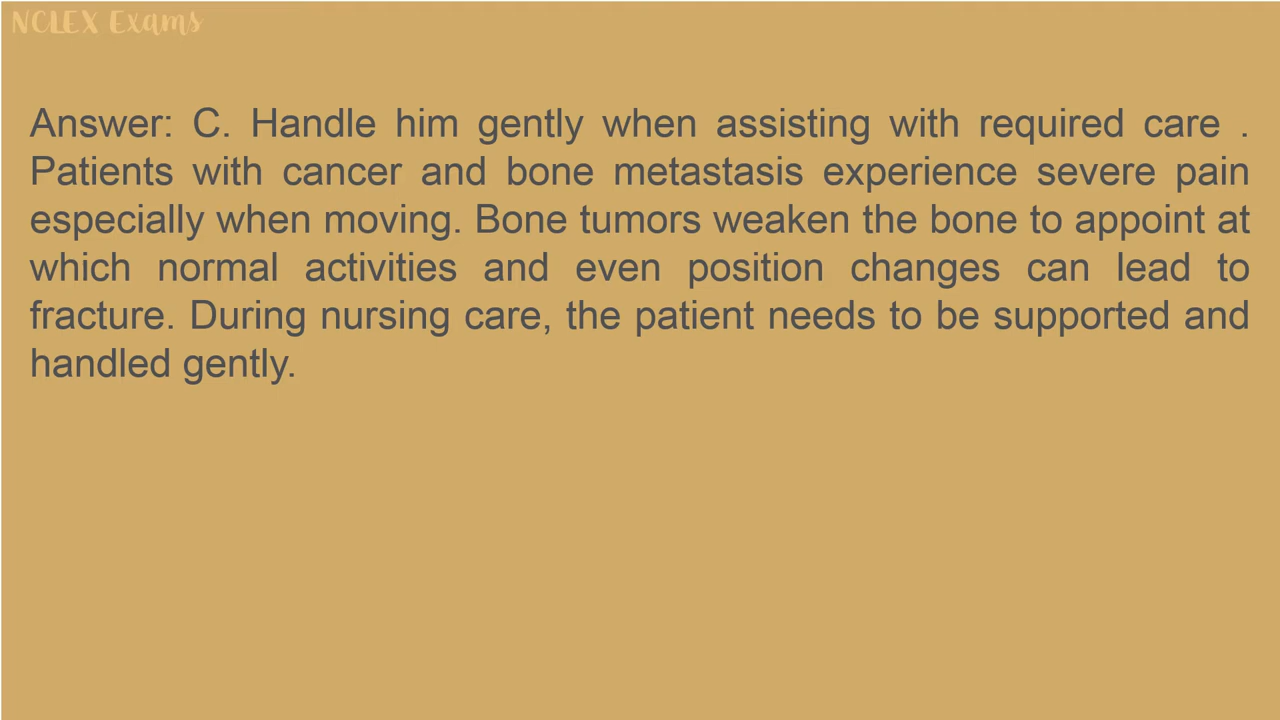 NCLEX Exams
Answer: C. Handle him gently when assisting with required care .
Patients with cancer and bone metastasis experience severe pain
especially when moving. Bone tumors weaken the bone to appoint at
which normal activities and even position changes can lead to
fracture. During nursing care, the patient needs to be supported and
handled gently.